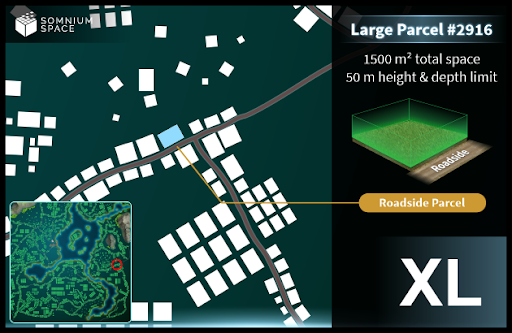 SOMNIUM
SPACE
Large Parcel #2916
1500 m² total space
50 m height & depth limit
Roadside
Roadside Parcel
XL